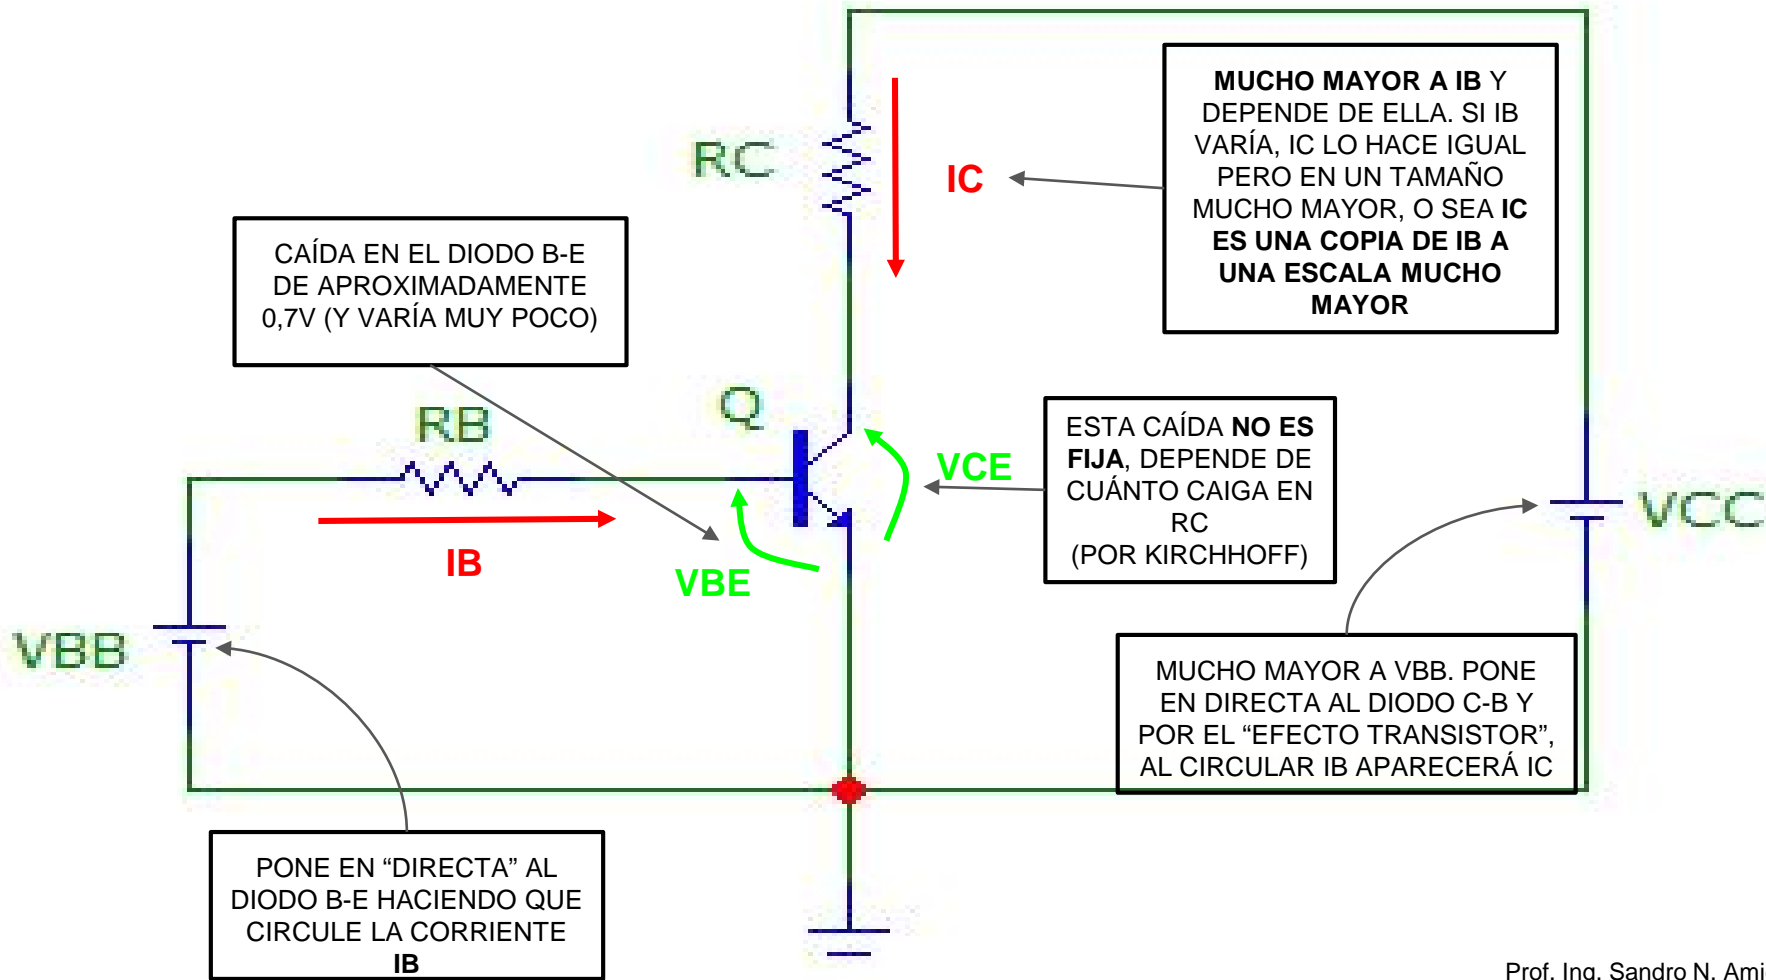 MUCHO MAYOR A IB Y
DEPENDE DE ELLA. SI IB
VARÍA, IC LO HACE IGUAL
PERO EN UN TAMAÑO
MUCHO MAYOR, O SEA IC
ES UNA COPIA DE IB A
UNA ESCALA MUCHO
MAYOR
RC
IC
CAÍDA EN EL DIODO B-E
DE APROXIMADAMENTE
0,7V (Y VARÍA MUY POCO)
RB
Q
VCE
ESTA CAÍDA NO ES
FIJA, DEPENDE DE
CUÁNTO CAIGA EN
RC
(POR KIRCHHOFF)
VCC
IB
VBE
VBB
MUCHO MAYOR A VBB. PONE
EN DIRECTA AL DIODO C-B Y
POR EL “EFECTO TRANSISTOR”,
AL CIRCULAR IB APARECERÁ IC
PONE EN “DIRECTA” AL
DIODO B-E HACIENDO QUE
CIRCULE LA CORRIENTE
IB
Prof. Ing. Sandro N.